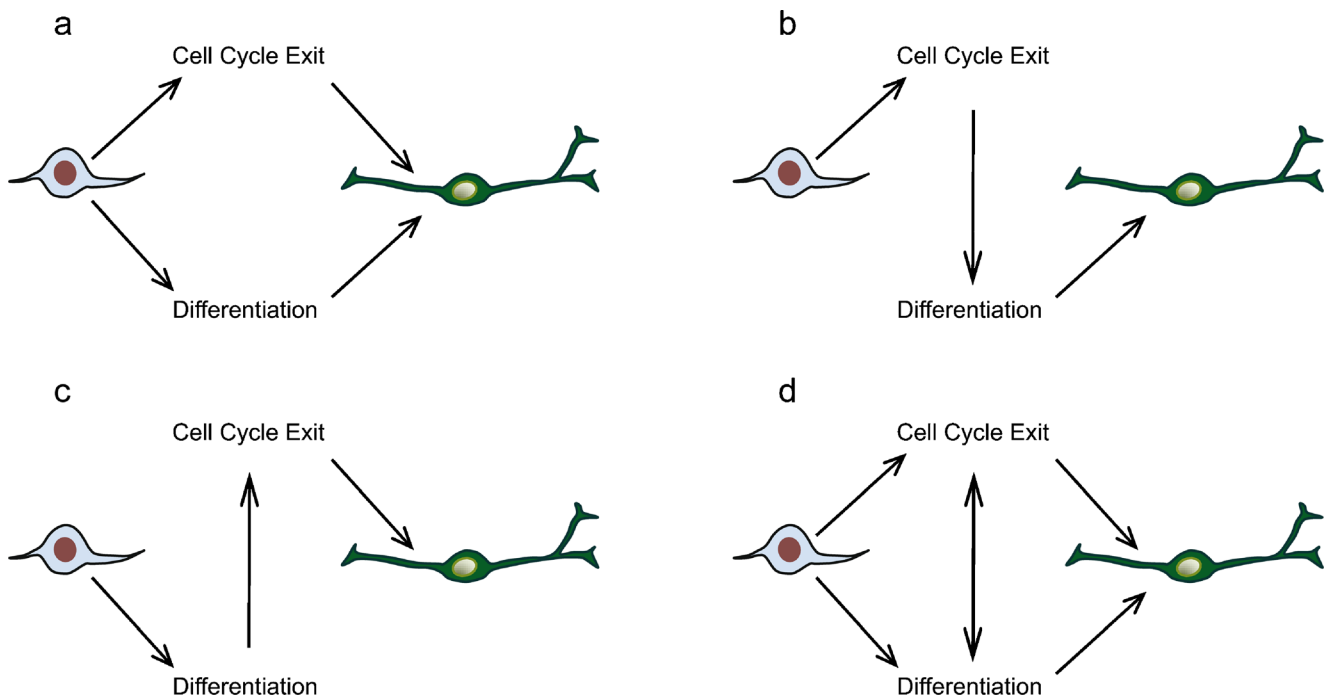 a
Cell Cycle Exit
Differentiation
b
Cell Cycle Exit
Differentiation
c
Cell Cycle Exit
Differentiation
d
Cell Cycle Exit
Differentiation